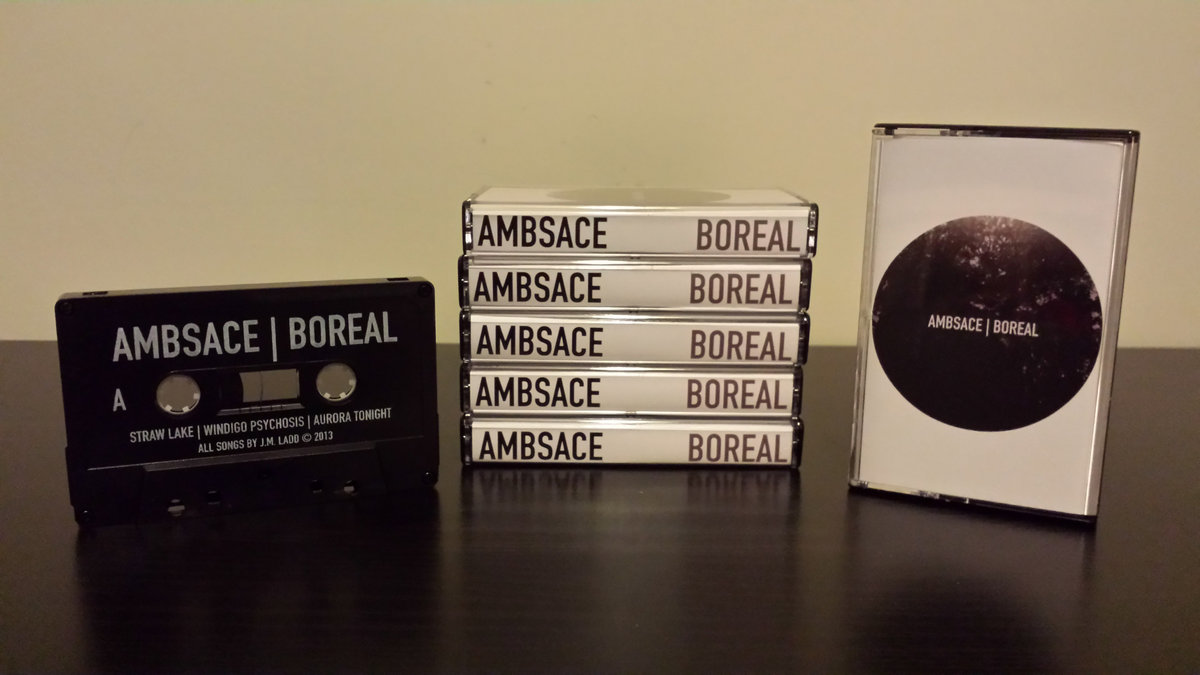 AMBSACE | BOREAL
A
STRAW LAKE | WINDIGO PSYCHOSIS | AURORA TONIGHT
ALL SONGS BY J.M. LADD © 2013
AMBSACE BOREAL
AMBSACE BOREAL
AMBSACE BOREAL
AMBSACE BOREAL
AMBSACE BOREAL
AMBSACE | BOREAL